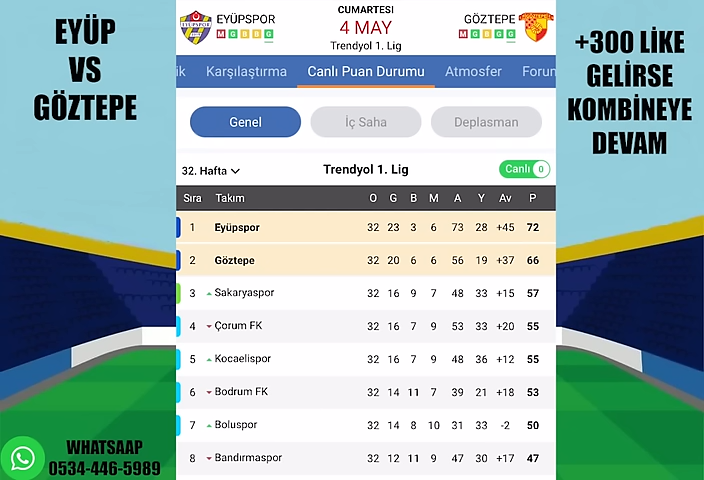 EYÜP
VS
GÖZTEPE
EYÜPSPOR
M G B B G
CUMARTESİ
4 MAY
Trendyol 1. Lig
GÖZTEPE
M G B G G
+300 LİKE
GELİRSE
KOMBİNEYE
DEVAM
ik Karşılaştırma Canlı Puan Durumu Atmosfer Forum
Genel İç Saha Deplasman
32. Hafta Trendyol 1. Lig Canlı 0
Sıra Takım O G B M A Y Av P
1 Eyüpspor 32 23 3 6 73 28 +45 72
2 Göztepe 32 20 6 6 56 19 +37 66
3 Sakaryaspor 32 16 9 7 48 33 +15 57
4 Çorum FK 32 16 7 9 53 33 +20 55
5 Kocaelispor 32 16 7 9 48 36 +12 55
6 Bodrum FK 32 14 11 7 39 21 +18 53
7 Boluspor 32 14 8 10 31 33 -2 50
8 Bandırmaspor 32 12 11 9 47 30 +17 47
WHATSAAP
0534-446-5989